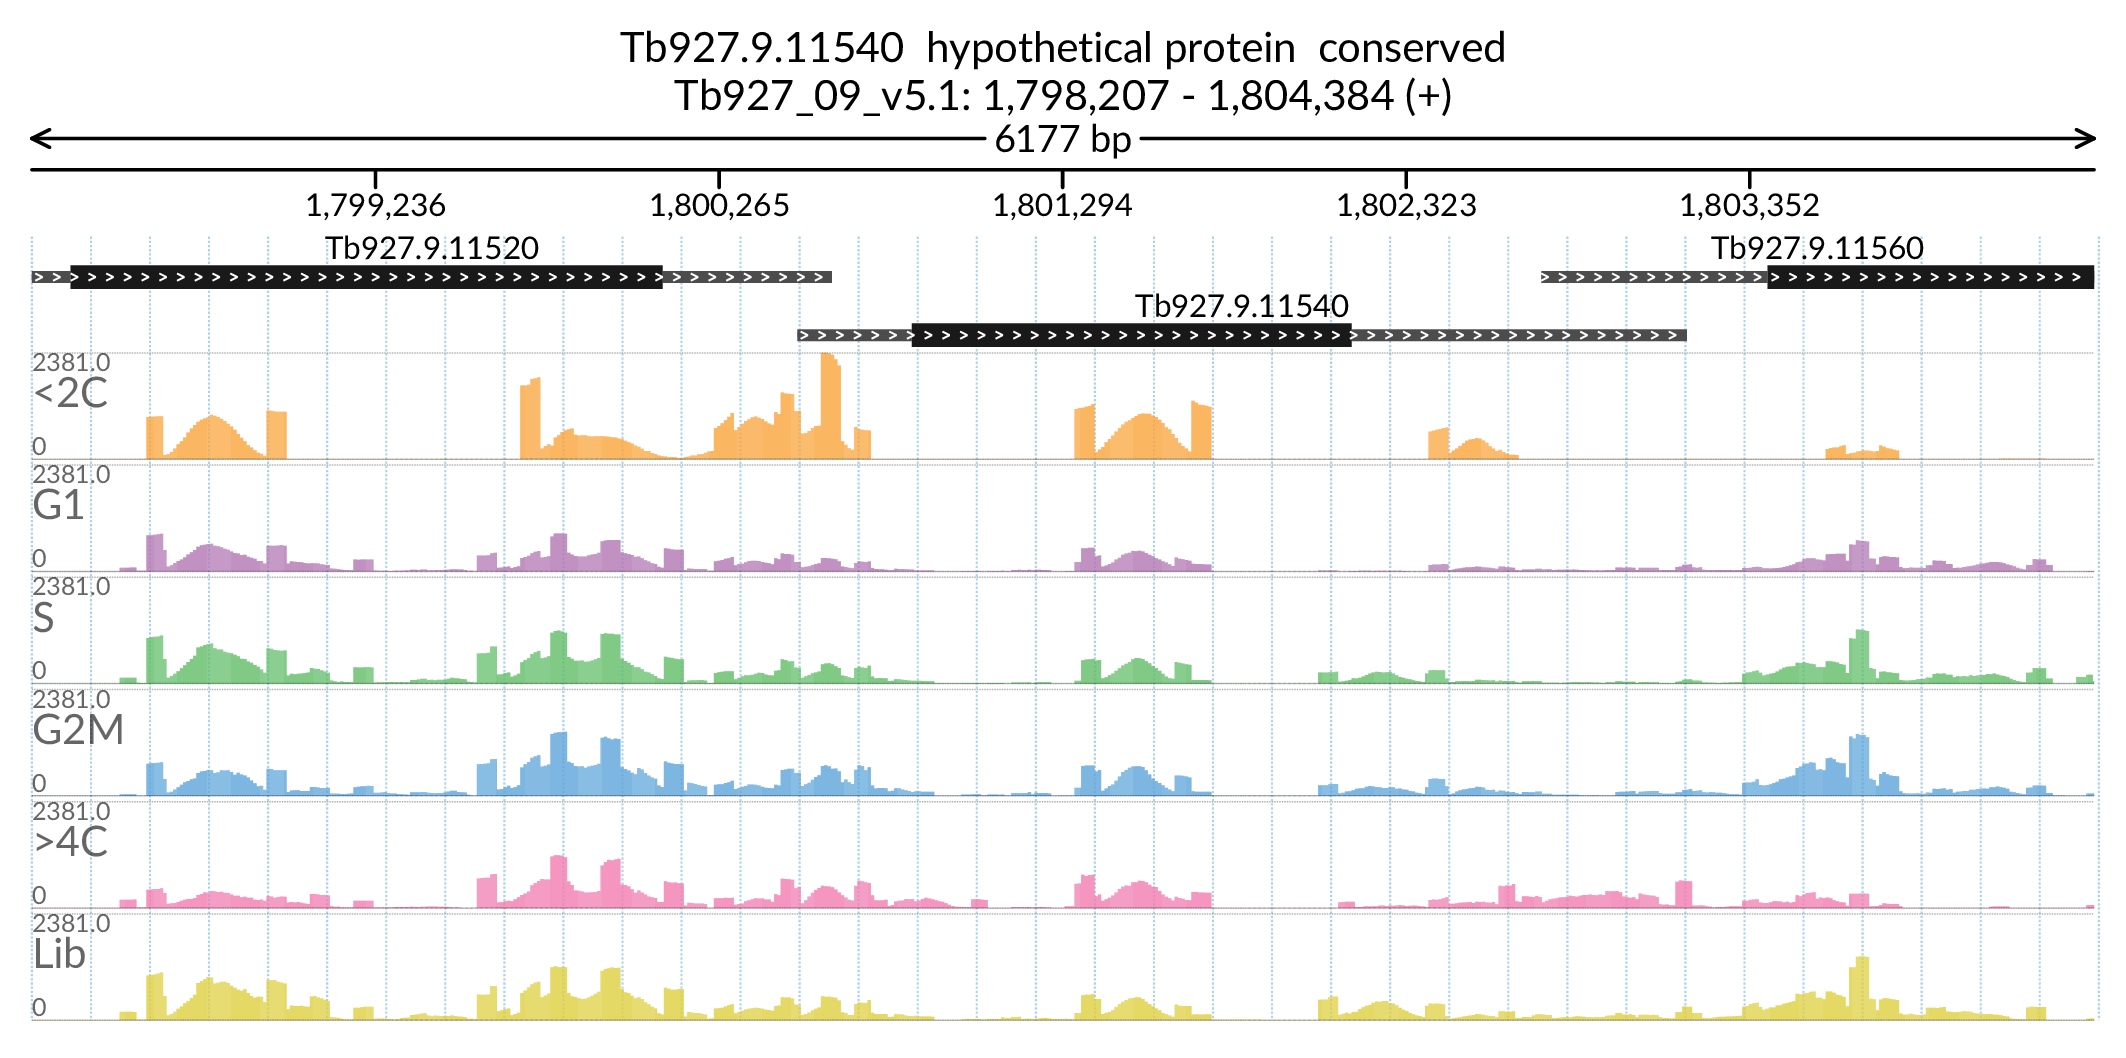 Tb927.9.11540  hypothetical protein  conserved
Tb927_09_v5.1: 1,798,207 - 1,804,384 (+)
6177 bp
1,799,236 1,800,265 1,801,294 1,802,323 1,803,352
Tb927.9.11520 Tb927.9.11560
Tb927.9.11540
2381.0
<2C
0
2381.0
G1
0
2381.0
S
0
2381.0
G2M
0
2381.0
>4C
0
2381.0
Lib
0